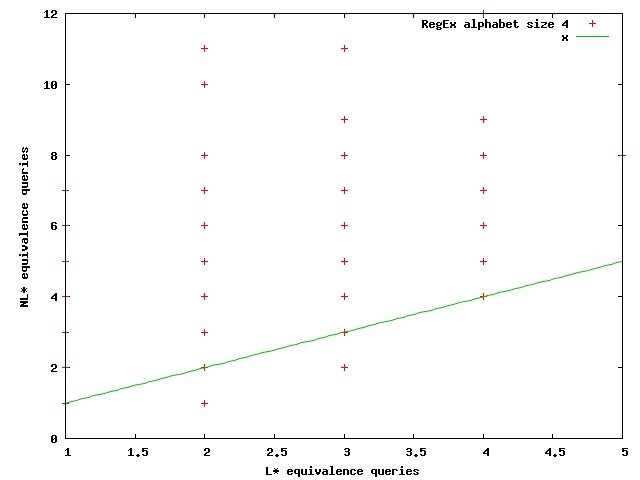 RegEx alphabet size 4
x
12
10
8
6
4
2
0
NL* equivalence queries
1 1.5 2 2.5 3 3.5 4 4.5 5
L* equivalence queries